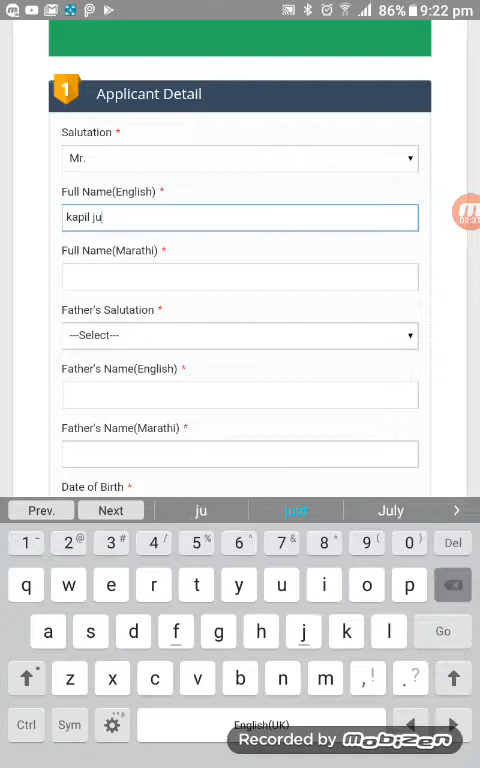 86% 9:22 pm
1 Applicant Detail
Salutation *
Mr.
Full Name(English) *
kapil ju
Full Name(Marathi) *
Father's Salutation *
---Select---
Father's Name(English) *
Father's Name(Marathi) *
Date of Birth *
Prev. Next ju just July >
1 ~ 2 @ 3 # 4 / 5 % 6 ^ 7 & 8 * 9 ( 0 ) Del
q w e r t y u i o p
a s d f g h j k l Go
z x c v b n m , ! . ?
Ctrl Sym English(UK)
Recorded by mobizen